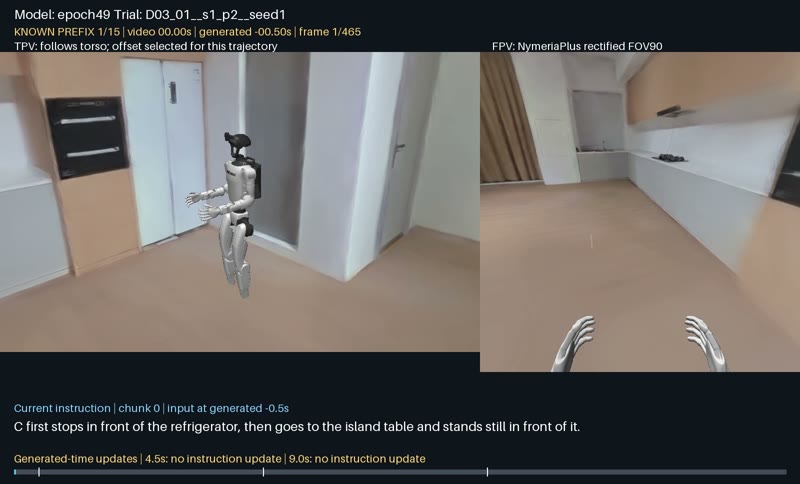 Model: epoch49 Trial: D03_01__s1_p2__seed1
KNOWN PREFIX 1/15 | video 00.00s | generated -00.50s | frame 1/465
TPV: follows torso; offset selected for this trajectory
FPV: NymeriaPlus rectified FOV90
Current instruction | chunk 0 | input at generated -0.5s
C first stops in front of the refrigerator, then goes to the island table and stands still in front of it.
Generated-time updates | 4.5s: no instruction update | 9.0s: no instruction update